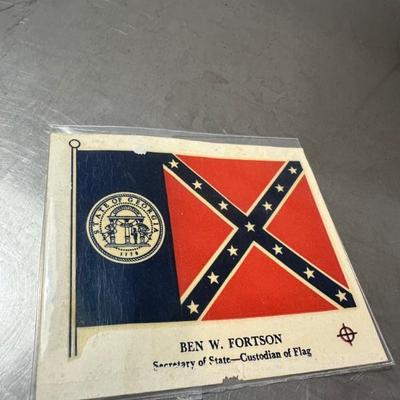 STATE OF GEORGIA
1776
BEN W. FORTSON
Secretary of State—Custodian of Flag